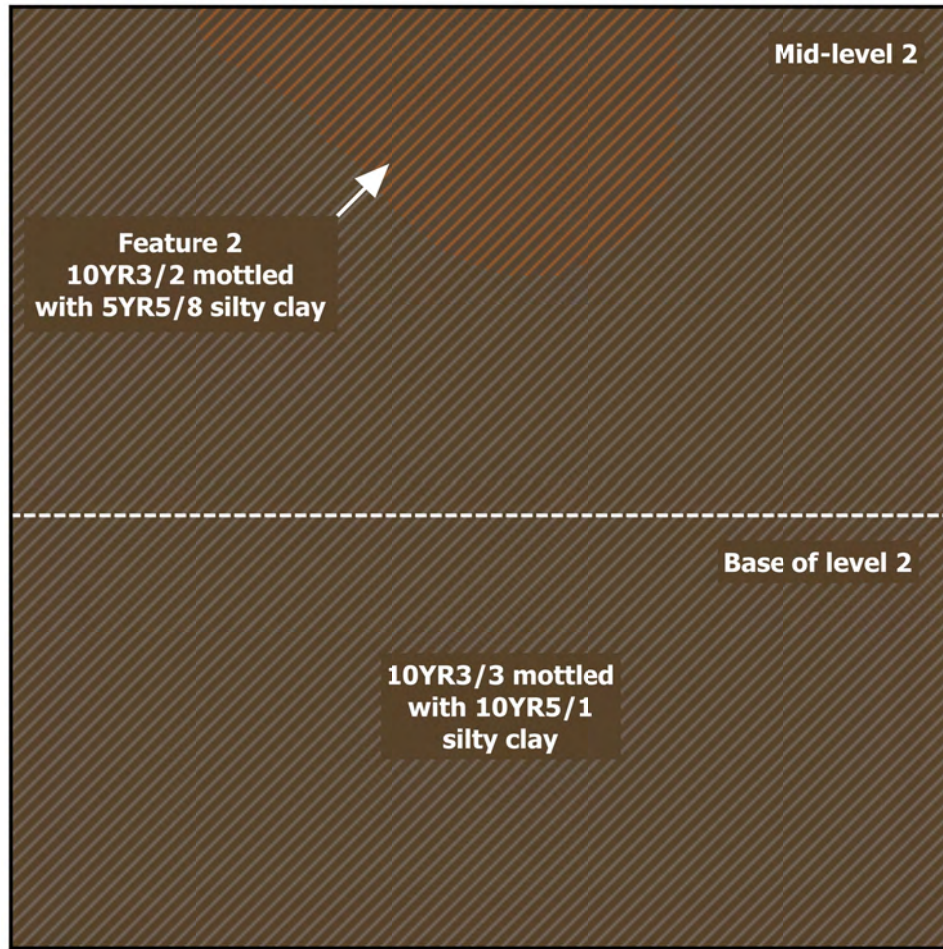 Mid-level 2
Feature 2
10YR3/2 mottled
with 5YR5/8 silty clay
Base of level 2
10YR3/3 mottled
with 10YR5/1
silty clay